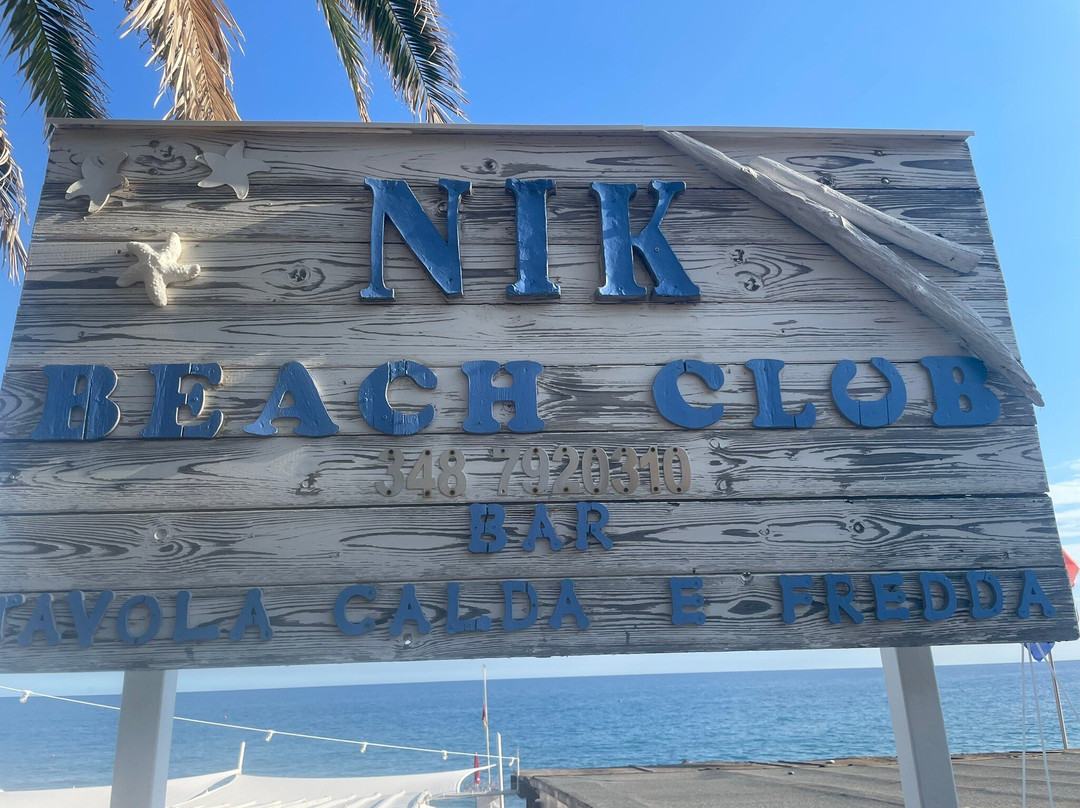 NIK
BEACH CLUB
348 7920310
BAR
TAVOLA CALDA E FREDDA